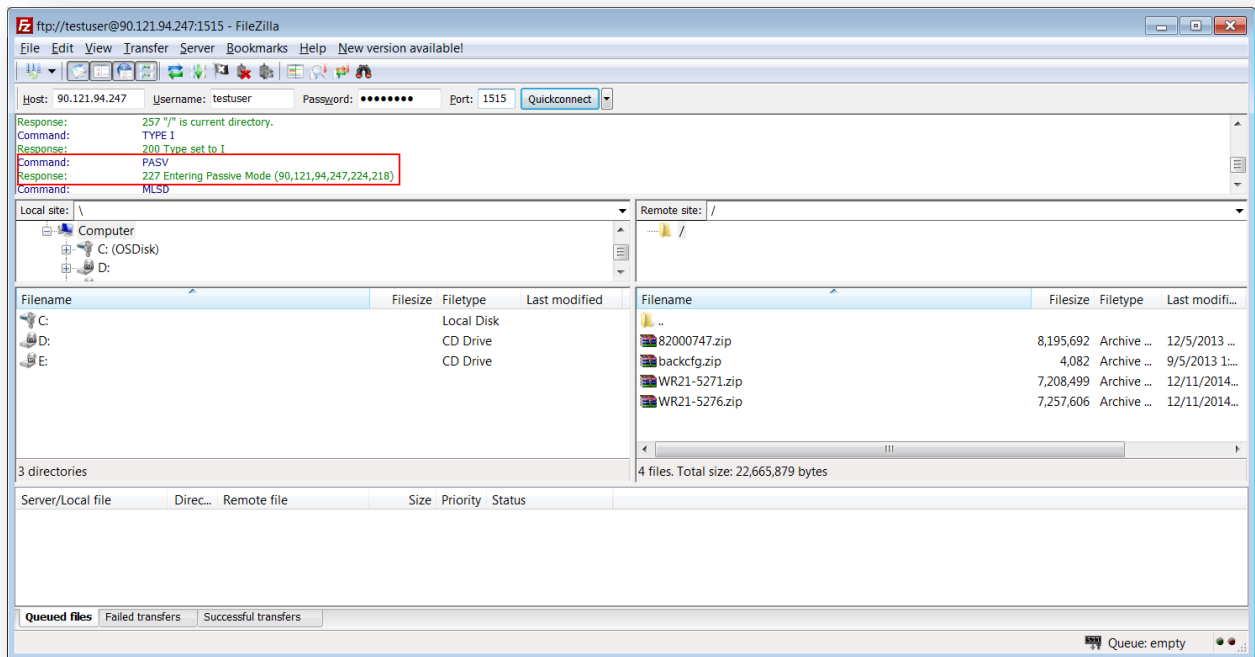 ftp://testuser@90.121.94.247:1515 - FileZilla
File Edit View Transfer Server Bookmarks Help New version available!
Host: 90.121.94.247 Username: testuser Password: •••••••• Port: 1515 Quickconnect
Response: 257 "/" is current directory.
Command: TYPE I
Response: 200 Type set to I
Command: PASV
Response: 227 Entering Passive Mode (90,121,94,247,224,218)
Command: MLSD
Local site: \
Remote site: /
Computer
C: (OSDisk)
D:
/
Filename Filesize Filetype Last modified
C: Local Disk
D: CD Drive
E: CD Drive
3 directories
Filename Filesize Filetype Last modifi...
..
82000747.zip 8,195,692 Archive ... 12/5/2013 ...
backcfg.zip 4,082 Archive ... 9/5/2013 1:...
WR21-5271.zip 7,208,499 Archive ... 12/11/2014...
WR21-5276.zip 7,257,606 Archive ... 12/11/2014...
4 files. Total size: 22,665,879 bytes
Server/Local file Direc... Remote file Size Priority Status
Queued files Failed transfers Successful transfers
Queue: empty